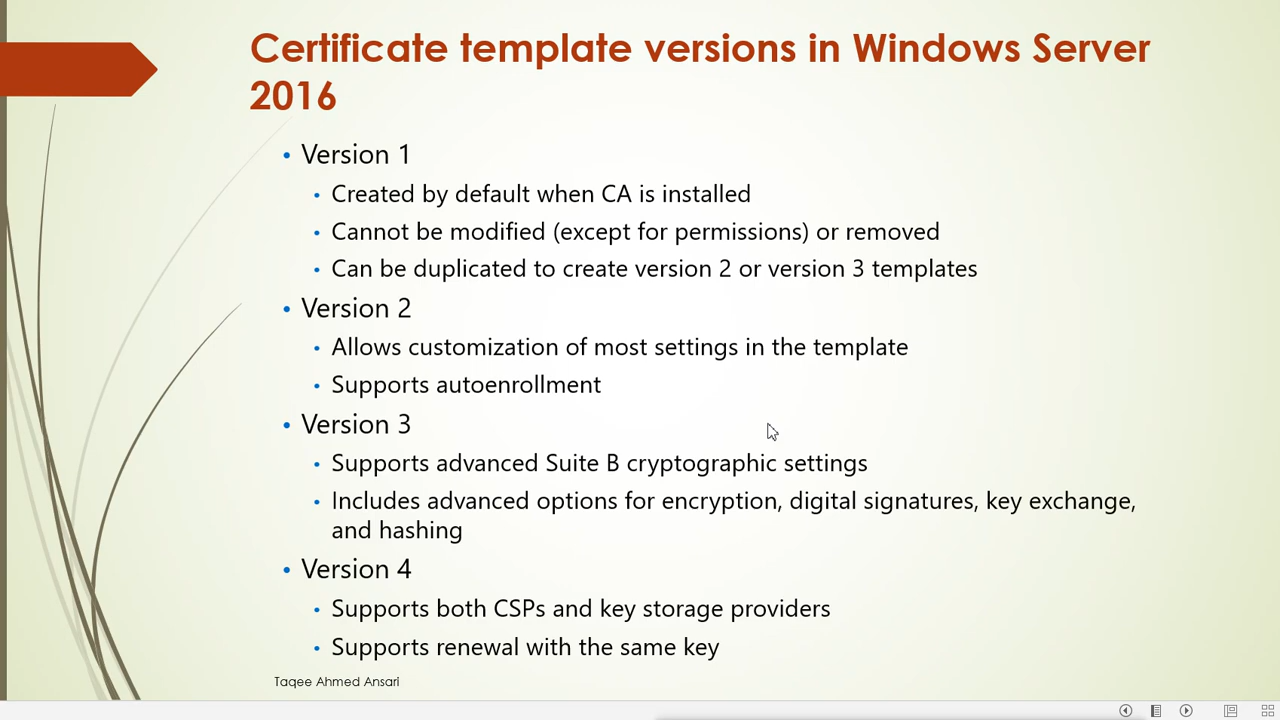 Certificate template versions in Windows Server
2016
• Version 1
• Created by default when CA is installed
• Cannot be modified (except for permissions) or removed
• Can be duplicated to create version 2 or version 3 templates
• Version 2
• Allows customization of most settings in the template
• Supports autoenrollment
• Version 3
• Supports advanced Suite B cryptographic settings
• Includes advanced options for encryption, digital signatures, key exchange,
and hashing
• Version 4
• Supports both CSPs and key storage providers
• Supports renewal with the same key
Taqee Ahmed Ansari